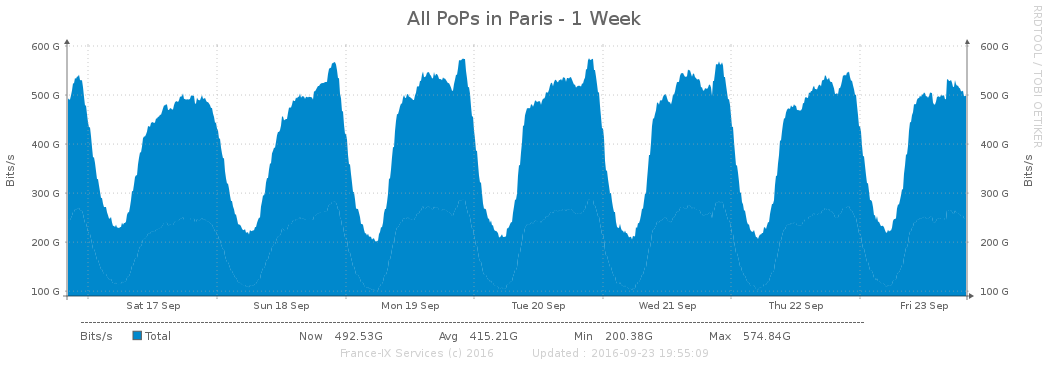 All PoPs in Paris - 1 Week
RRDTOOL / TOBI OETIKER
Bits/s
600 G
500 G
400 G
300 G
200 G
100 G
600 G
500 G
400 G
300 G
200 G
100 G
Bits/s
Sat 17 Sep Sun 18 Sep Mon 19 Sep Tue 20 Sep Wed 21 Sep Thu 22 Sep Fri 23 Sep
Bits/s Total Now 492.53G Avg 415.21G Min 200.38G Max 574.84G
France-IX Services (c) 2016 Updated : 2016-09-23 19:55:09